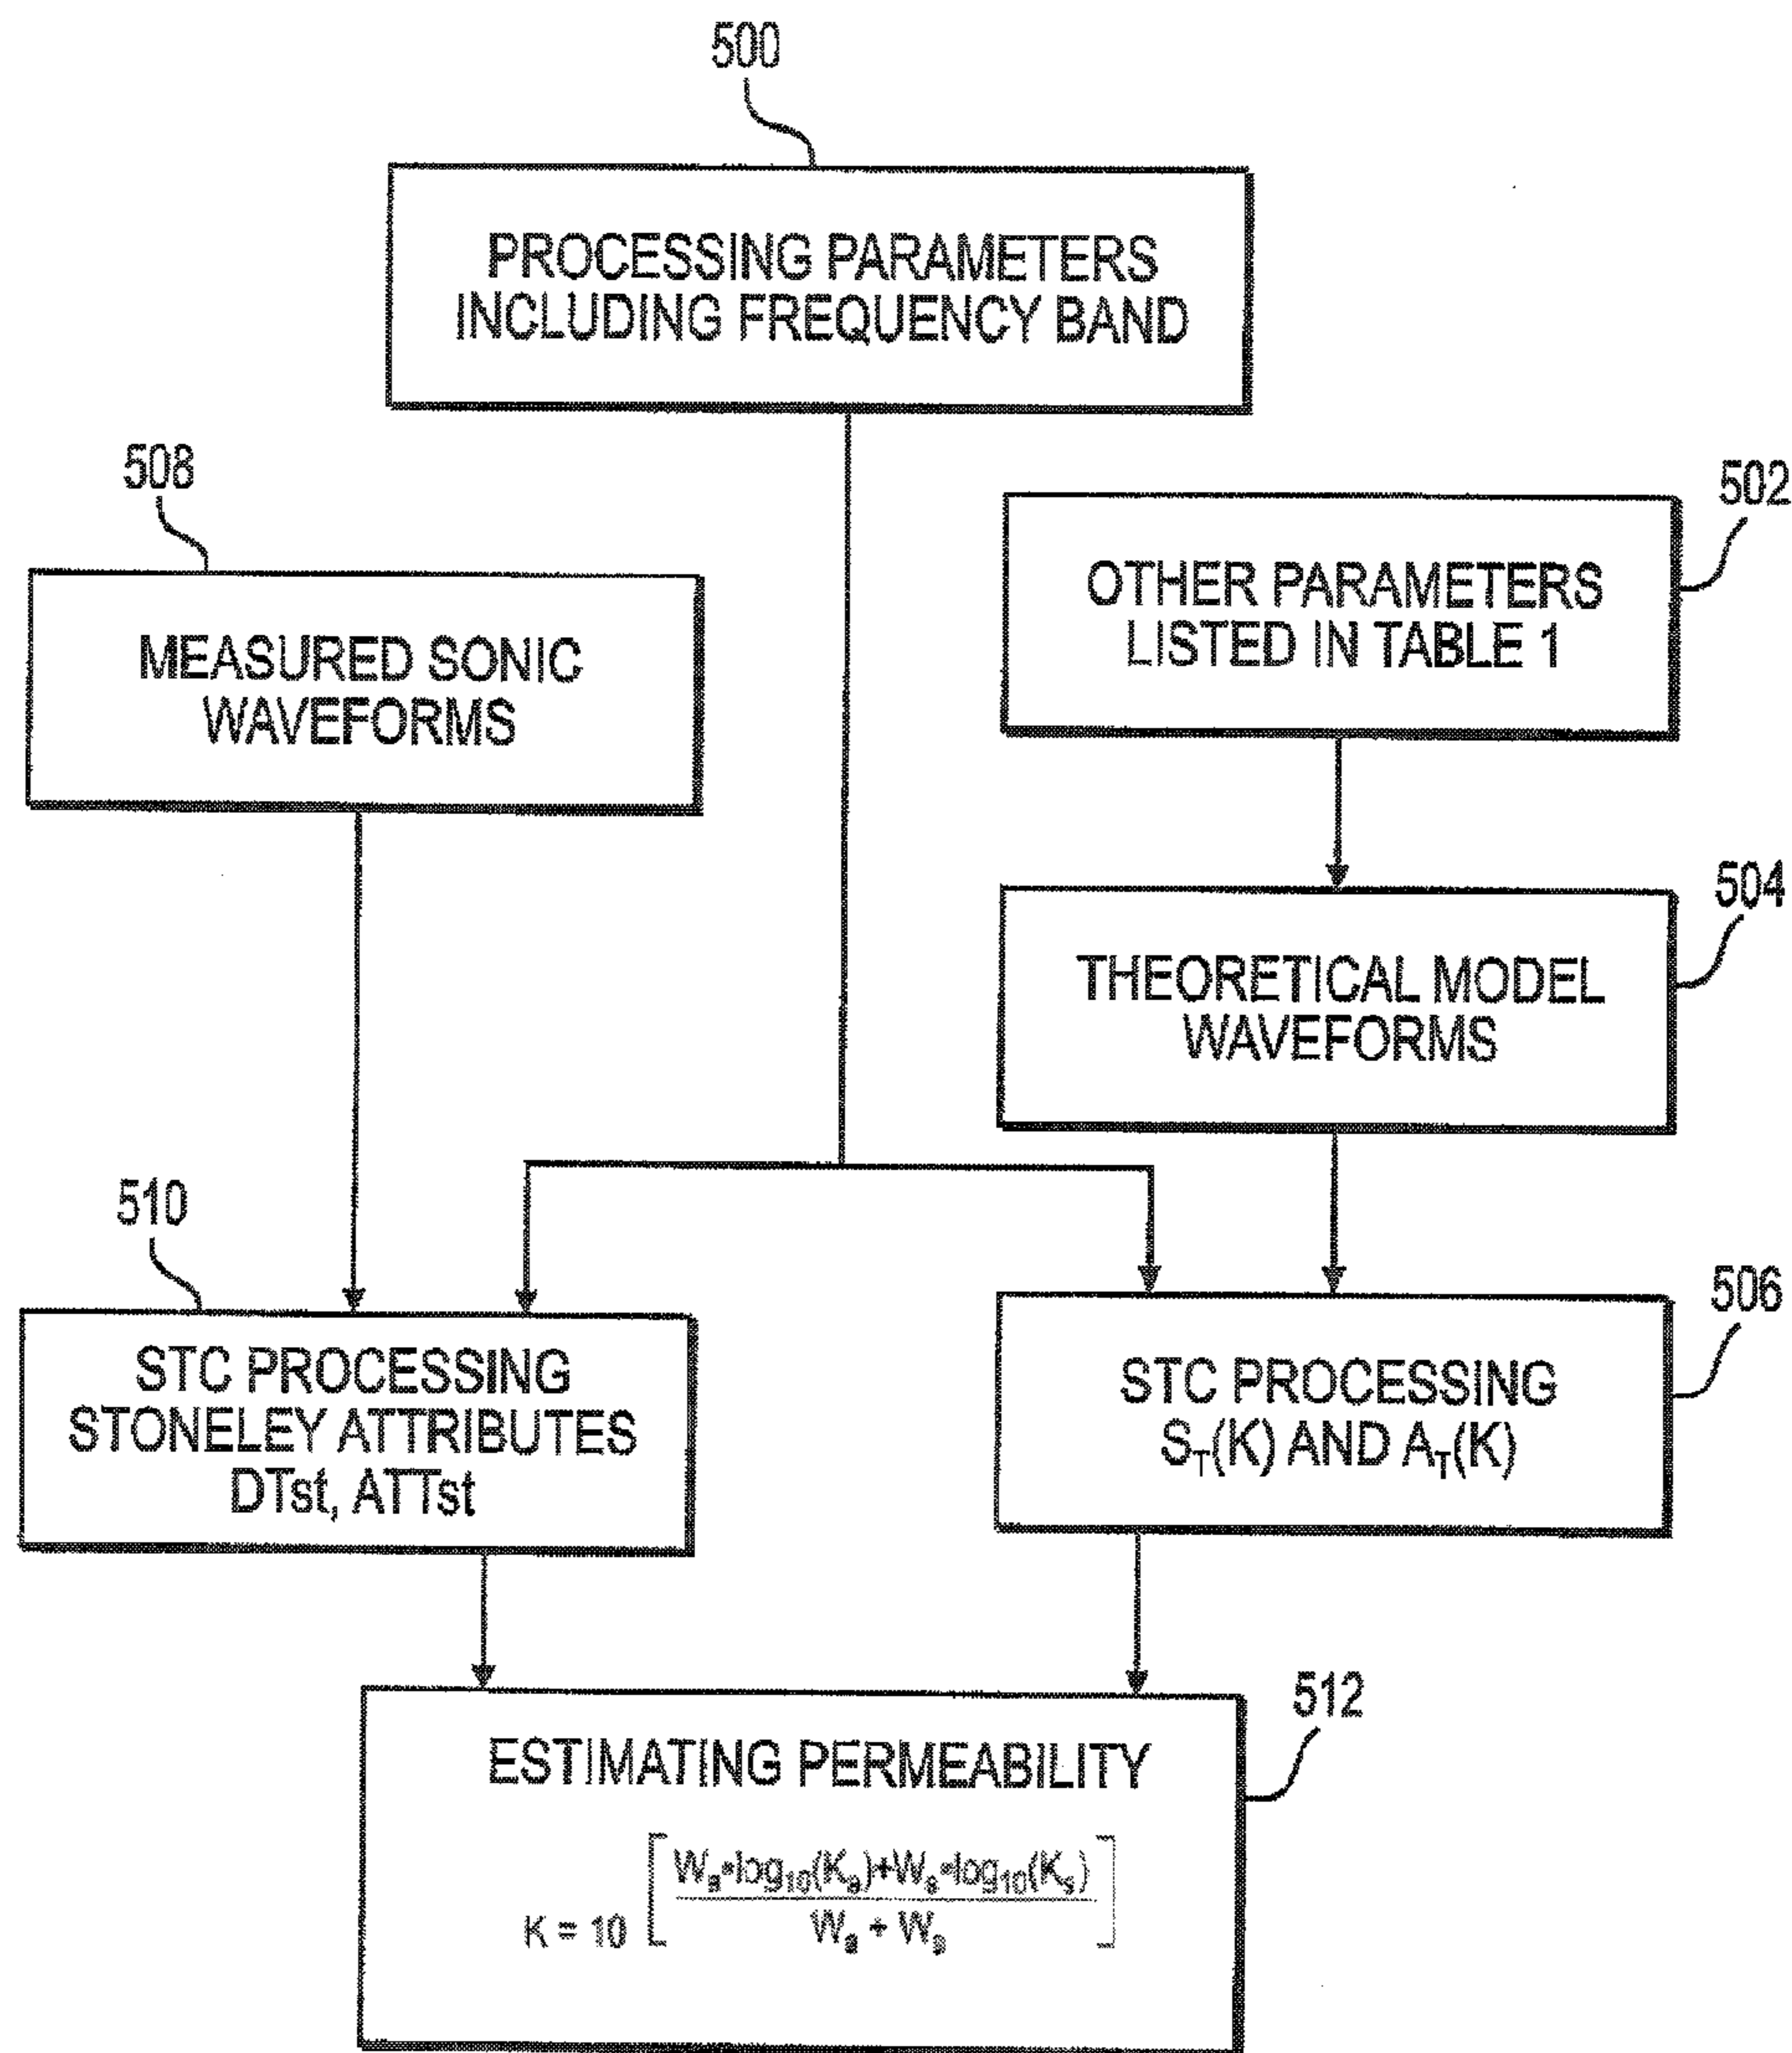 500
PROCESSING PARAMETERS
INCLUDING FREQUENCY BAND
508
MEASURED SONIC
WAVEFORMS
502
OTHER PARAMETERS
LISTED IN TABLE 1
504
THEORETICAL MODEL
WAVEFORMS
510
STC PROCESSING
STONELEY ATTRIBUTES
DTst, ATTst
506
STC PROCESSING
S_T(K) AND A_T(K)
512
ESTIMATING PERMEABILITY
K = 10 [ (W_a•log_10(K_a)+W_s•log_10(K_s)) / (W_a + W_s) ]